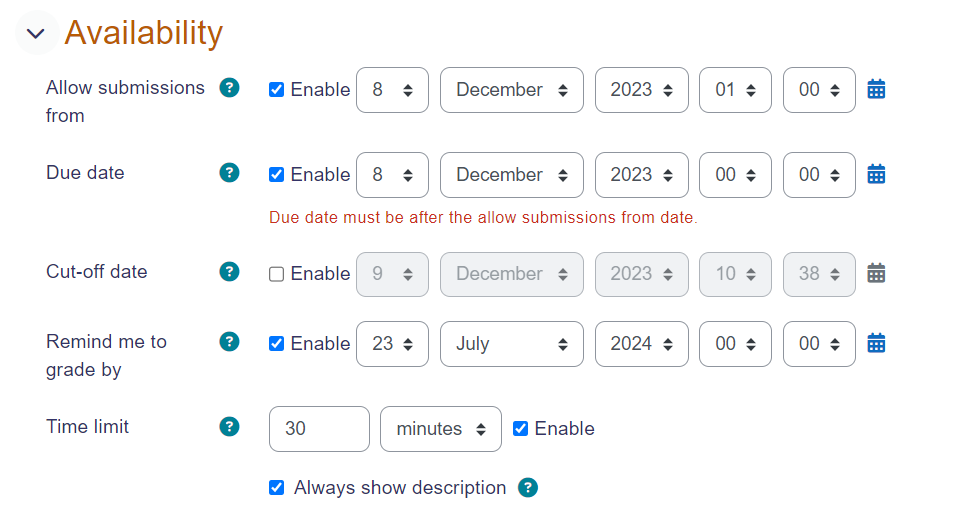 Availability
Allow submissions from ? Enable 8 December 2023 01 00
Due date ? Enable 8 December 2023 00 00
Due date must be after the allow submissions from date.
Cut-off date ? Enable 9 December 2023 10 38
Remind me to grade by ? Enable 23 July 2024 00 00
Time limit ? 30 minutes Enable
Always show description ?